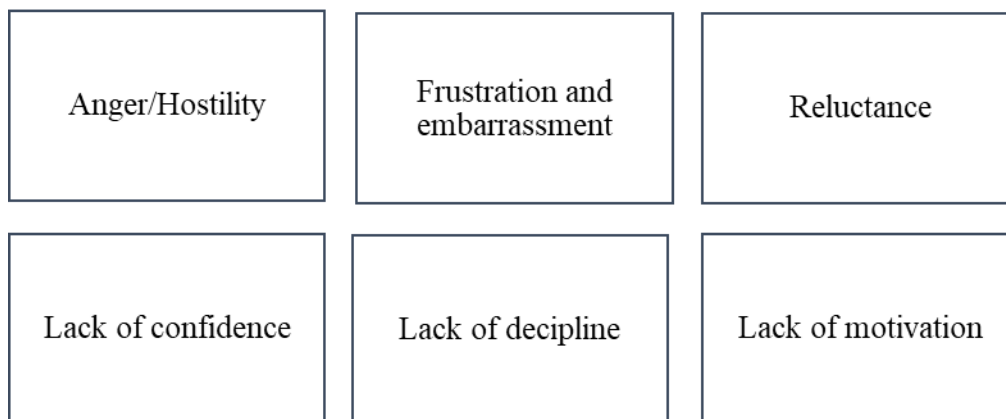 Anger/Hostility
Frustration and
embarrassment
Reluctance
Lack of confidence
Lack of decipline
Lack of motivation